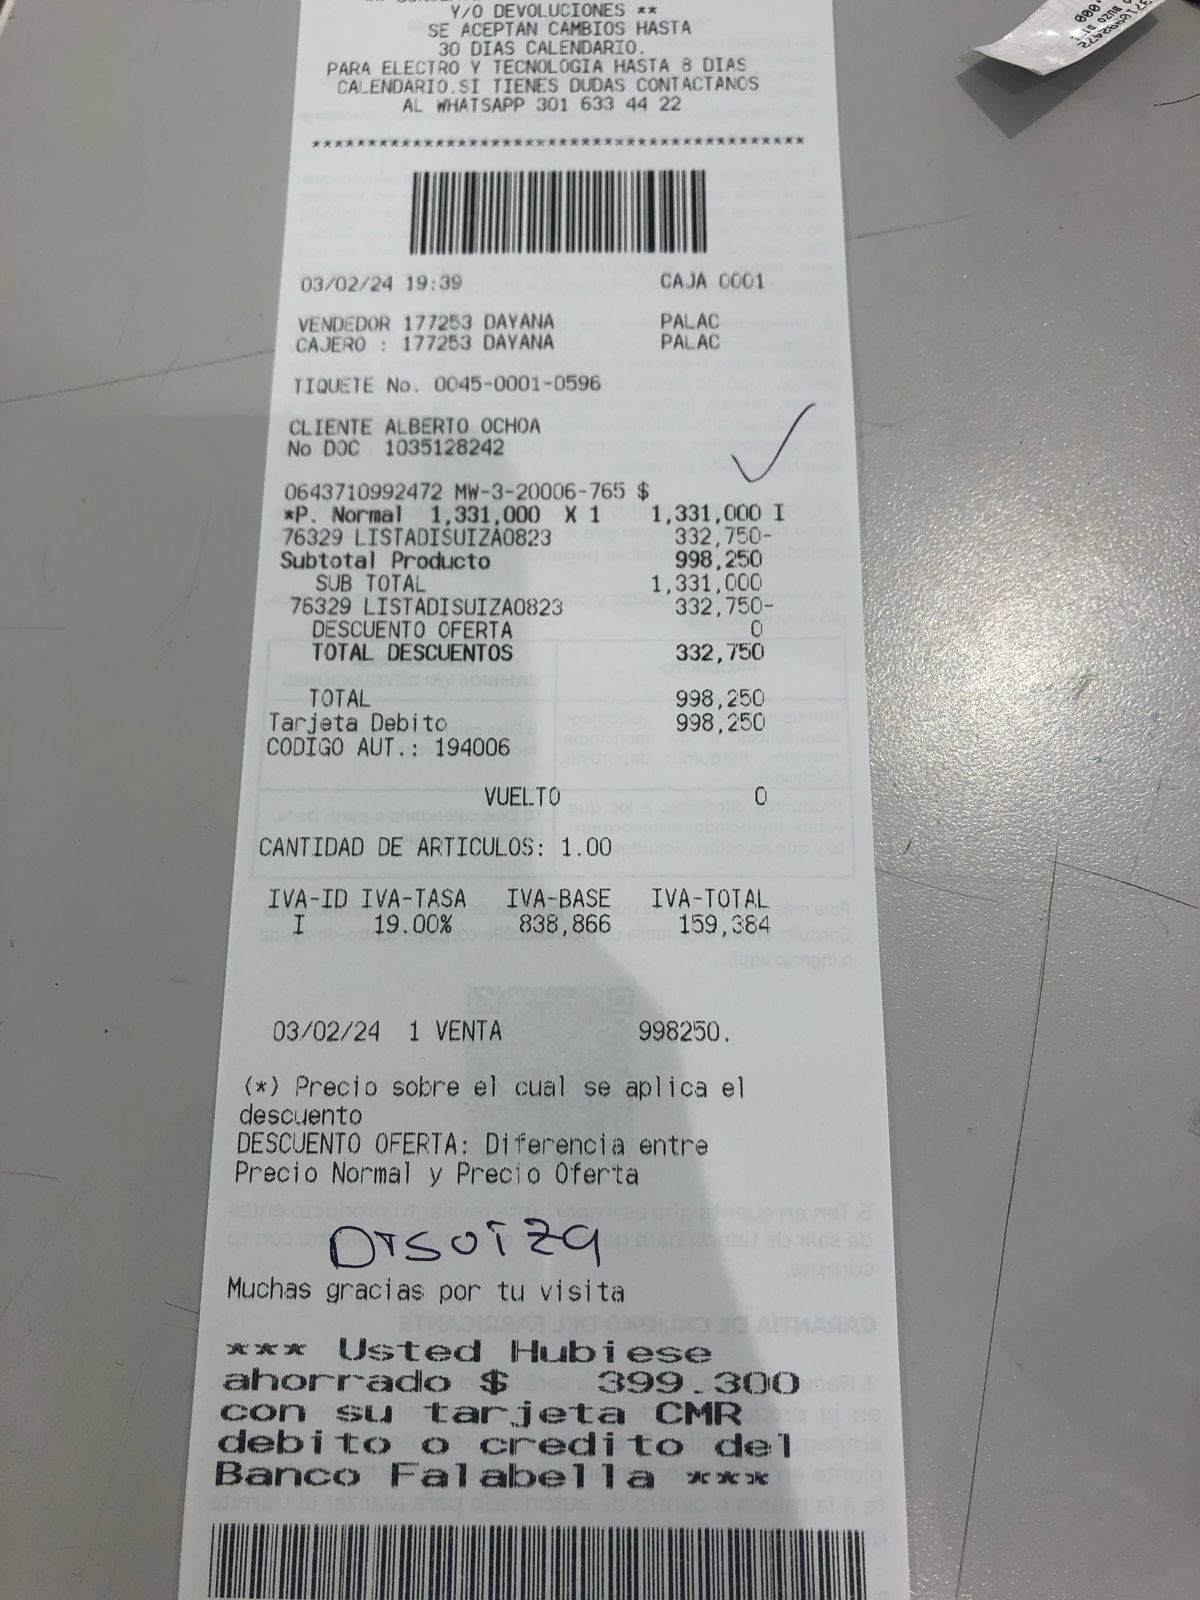 Y/O DEVOLUCIONES **
SE ACEPTAN CAMBIOS HASTA
30 DIAS CALENDARIO.
PARA ELECTRO Y TECNOLOGIA HASTA 8 DIAS
CALENDARIO.SI TIENES DUDAS CONTACTANOS
AL WHATSAPP 301 633 44 22
03/02/24 19:39 CAJA 0001
VENDEDOR 177253 DAYANA PALAC
CAJERO : 177253 DAYANA PALAC
TIQUETE No. 0045-0001-0596
CLIENTE ALBERTO OCHOA
No DOC 1035128242
0643710992472 MW-3-20006-765 $
*P. Normal 1,331,000 X 1 1,331,000 I
76329 LISTADISUIZA0823 332,750-
Subtotal Producto 998,250
SUB TOTAL 1,331,000
76329 LISTADISUIZA0823 332,750-
DESCUENTO OFERTA 0
TOTAL DESCUENTOS 332,750
TOTAL 998,250
Tarjeta Debito 998,250
CODIGO AUT.: 194006
VUELTO 0
CANTIDAD DE ARTICULOS: 1.00
IVA-ID IVA-TASA IVA-BASE IVA-TOTAL
I 19.00% 838,866 159,384
03/02/24 1 VENTA 998250.
(*) Precio sobre el cual se aplica el
descuento
DESCUENTO OFERTA: Diferencia entre
Precio Normal y Precio Oferta
Muchas gracias por tu visita
*** Usted Hubiese
ahorrado $ 399.300
con su tarjeta CMR
debito o credito del
Banco Falabella ***